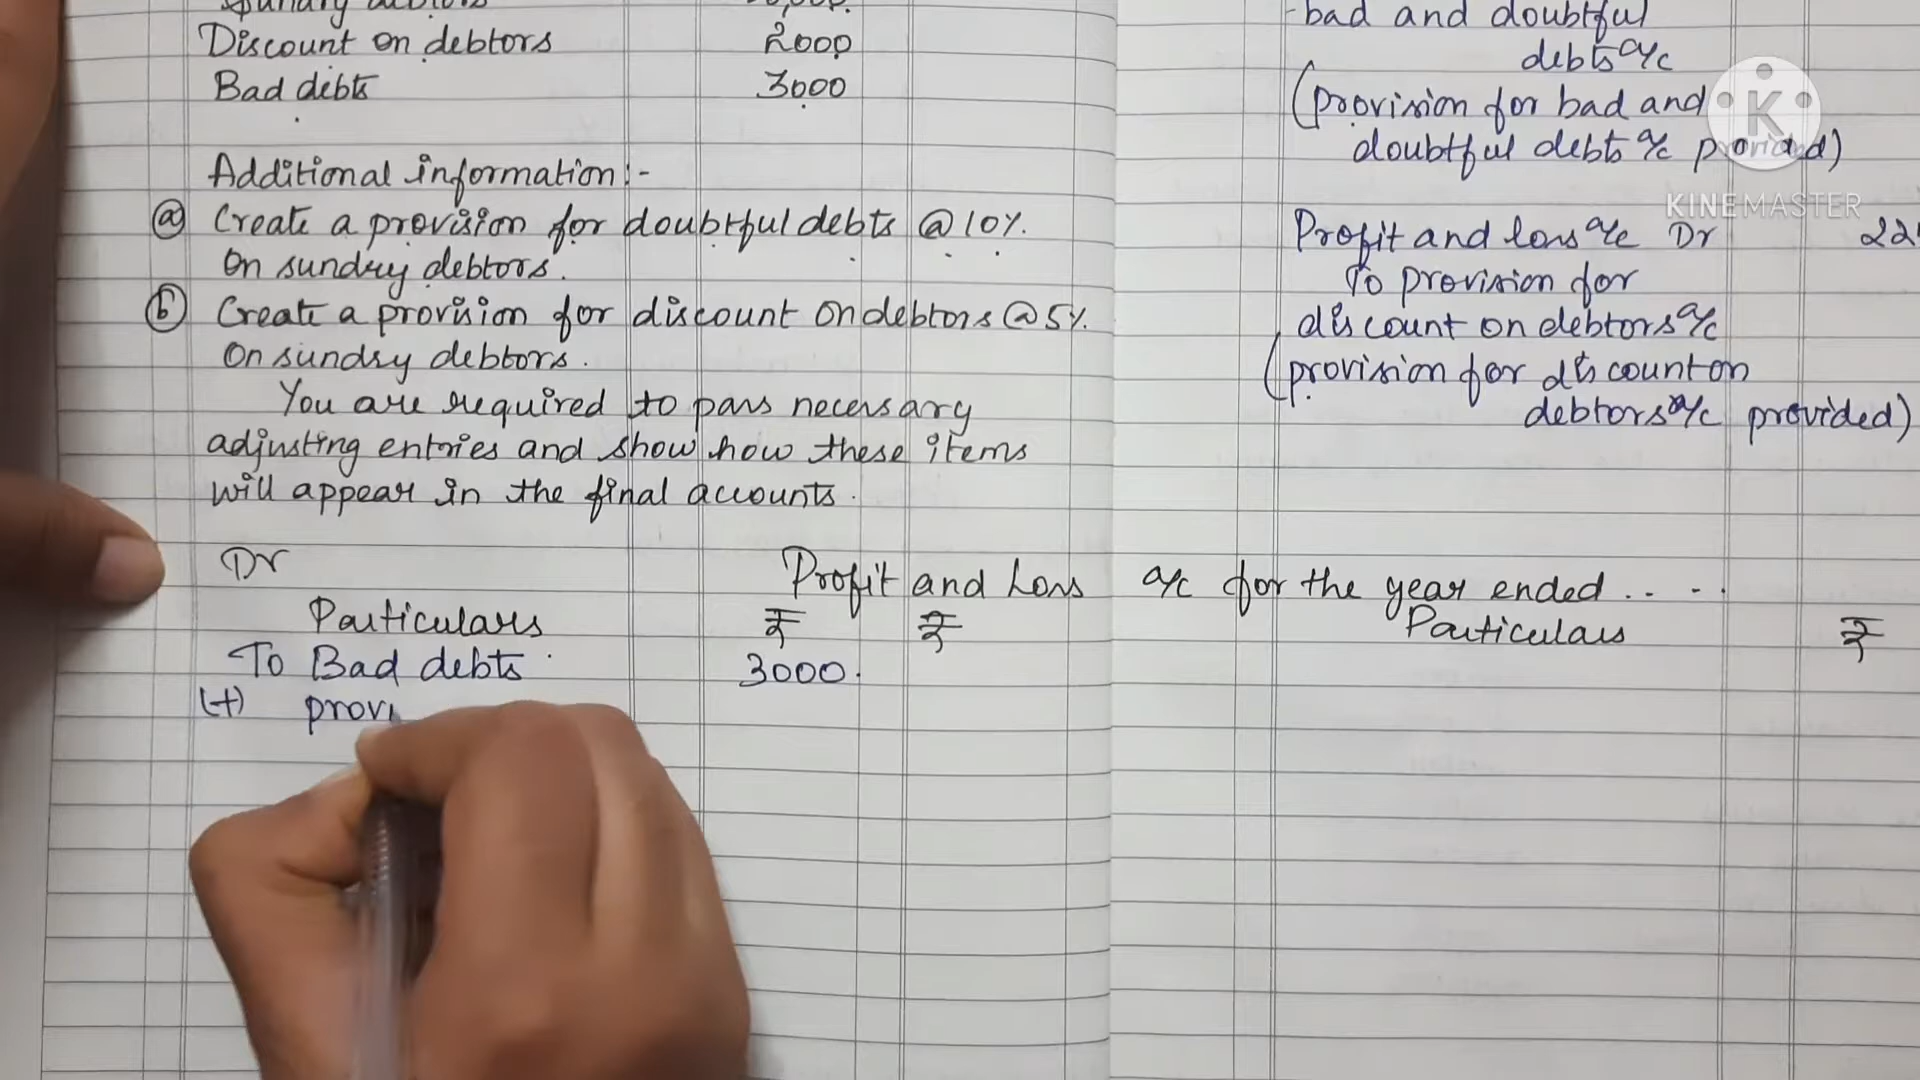 Sundry debtors
Discount on debtors 2000
Bad debts 3000
Additional information:-
(a) Create a provision for doubtful debts @ 10%.
On sundry debtors.
(b) Create a provision for discount on debtors @ 5%.
On sundry debtors.
You are required to pass necessary
adjusting entries and show how these items
will appear in the final accounts.
bad and doubtful
debts a/c
(provision for bad and
doubtful debts a/c provided)
Profit and loss a/c Dr
To provision for
discount on debtors a/c
(provision for discount on
debtors a/c provided)
K
KINEMASTER
Dr Profit and Loss a/c for the year ended .. ..
Particulars ₹ ₹ Particulars ₹
To Bad debts 3000.
(+) provi